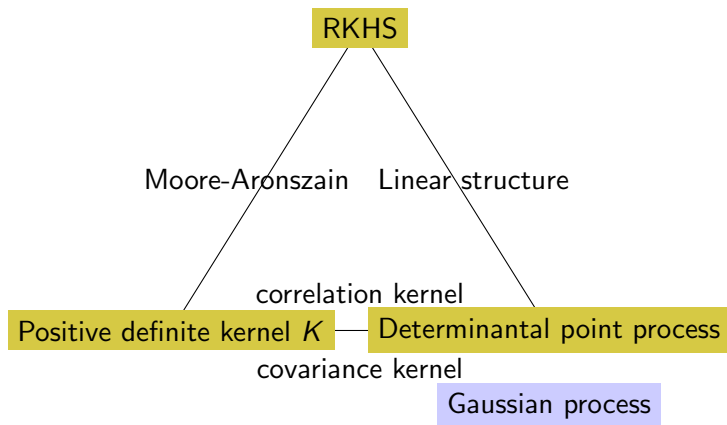 RKHS
Moore-Aronszain
Linear structure
correlation kernel
Positive definite kernel K
Determinantal point process
covariance kernel
Gaussian process